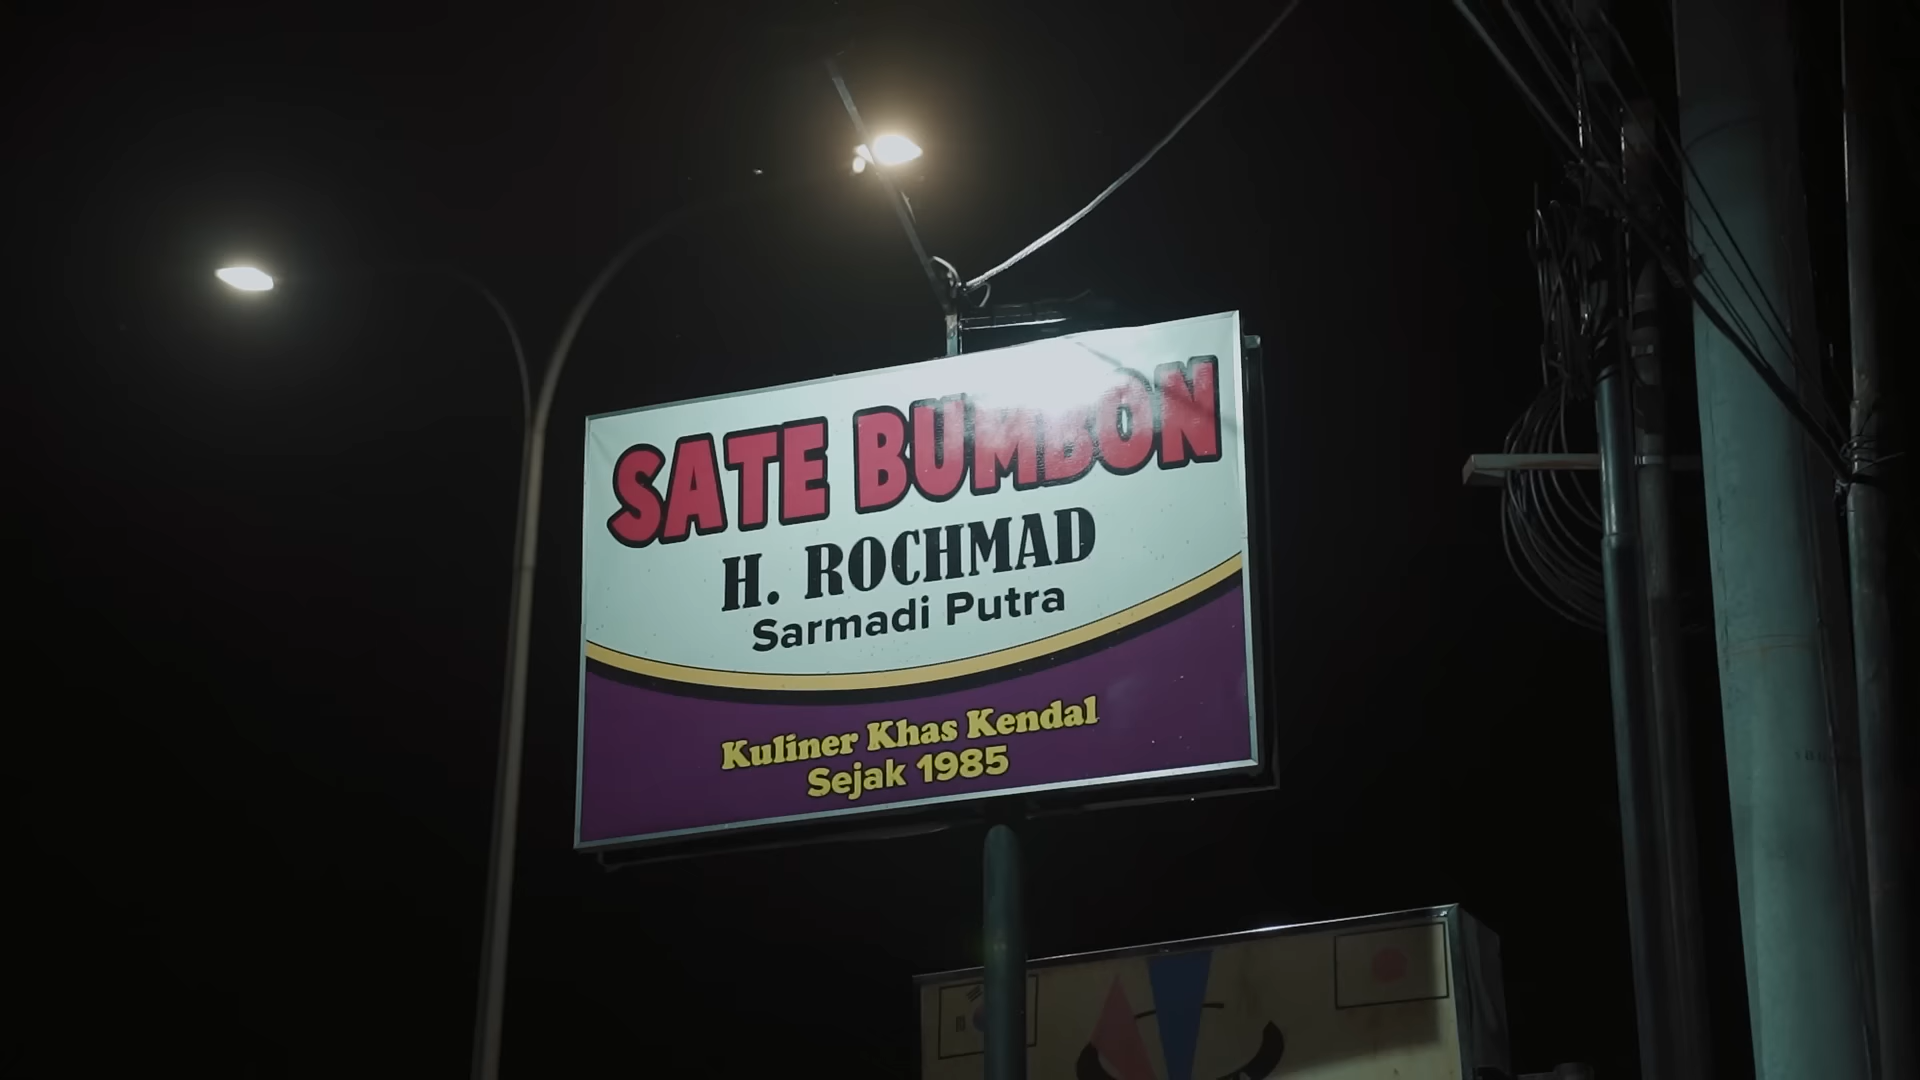 SATE BUMBON
H. ROCHMAD
Sarmadi Putra
Kuliner Khas Kendal
Sejak 1985